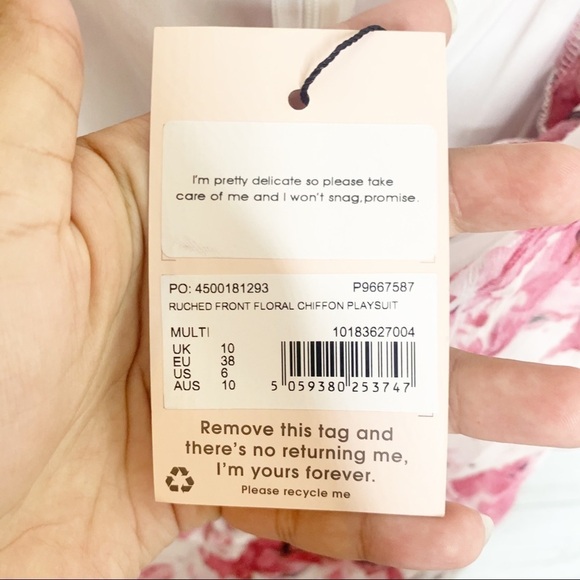 I'm pretty delicate so please take
care of me and I won't snag,promise.
PO: 4500181293 P9667587
RUCHED FRONT FLORAL CHIFFON PLAYSUIT
MULTI 10183627004
UK 10
EU 38
US 6
AUS 10
5 059380 253747
Remove this tag and
there's no returning me,
I'm yours forever.
Please recycle me